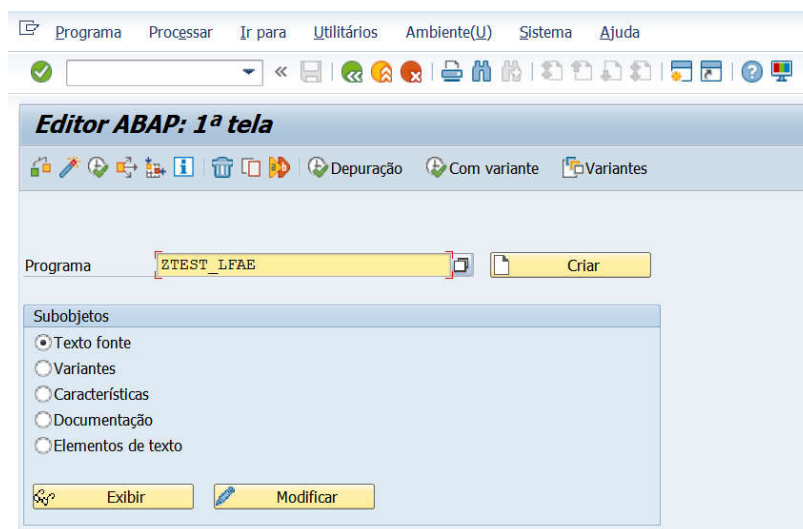 Programa Processar Ir para Utilitários Ambiente(U) Sistema Ajuda
Editor ABAP: 1ª tela
Depuração Com variante Variantes
Programa ZTEST_LFAE Criar
Subobjetos
Texto fonte
Variantes
Características
Documentação
Elementos de texto
Exibir Modificar